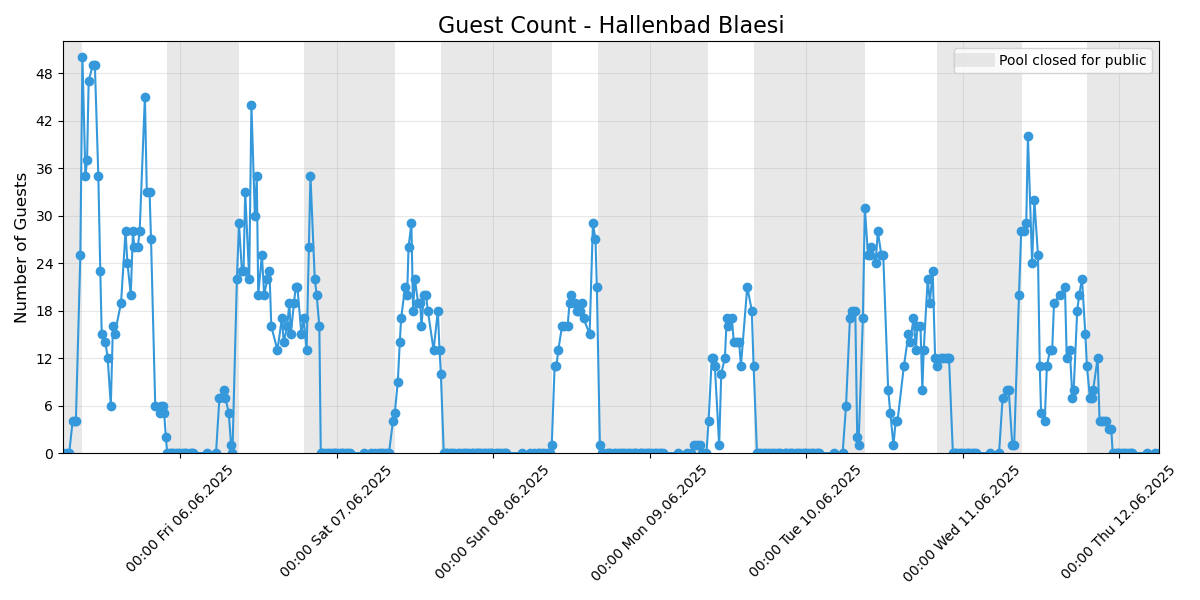 Guest Count - Hallenbad Blaesi
Pool closed for public
Number of Guests
48
42
36
30
24
18
12
6
0
00:00 Fri 06.06.2025
00:00 Sat 07.06.2025
00:00 Sun 08.06.2025
00:00 Mon 09.06.2025
00:00 Tue 10.06.2025
00:00 Wed 11.06.2025
00:00 Thu 12.06.2025